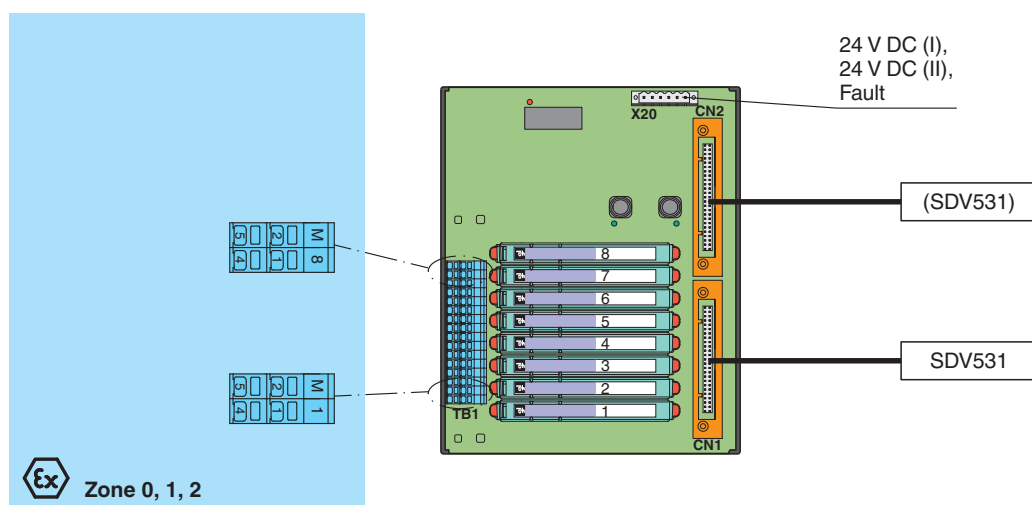 24 V DC (I),
24 V DC (II),
Fault
X20
CN2
(SDV531)
5 2 M
4 1 8
8
7
6
5
4
3
2
1
SDV531
5 2 M
4 1 1
TB1
CN1
Ex
Zone 0, 1, 2